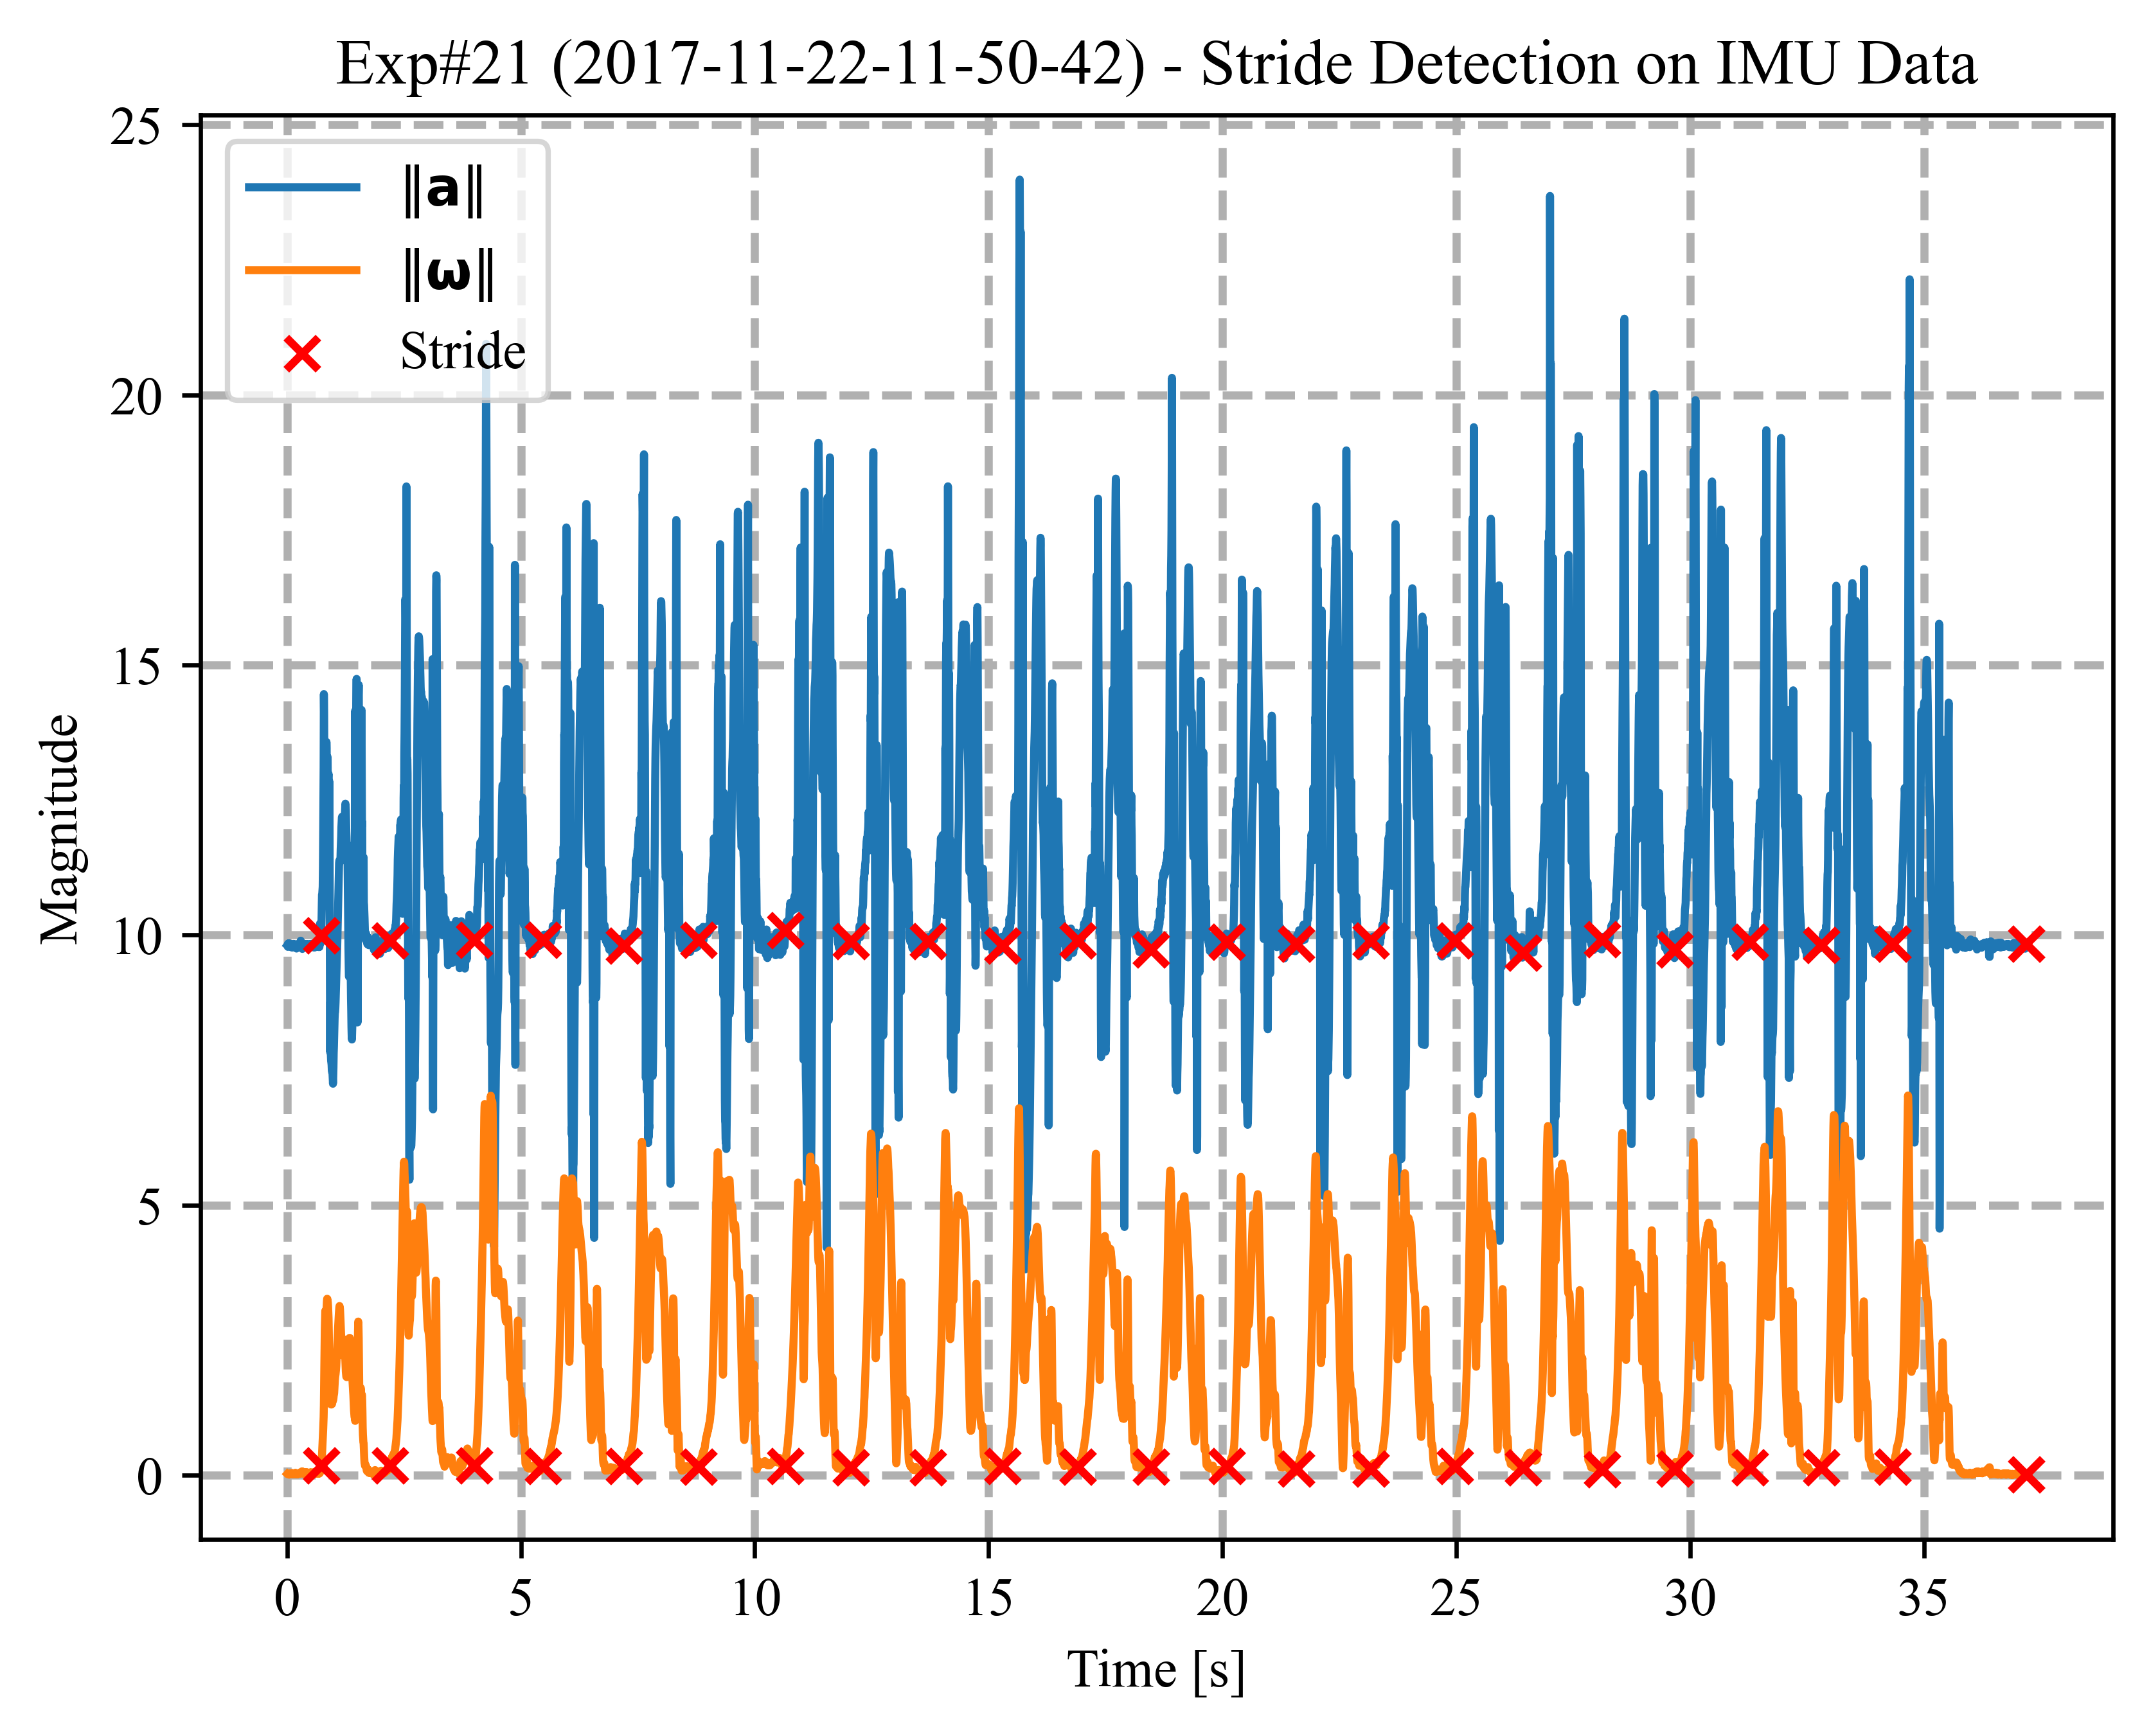 Exp#21 (2017-11-22-11-50-42) - Stride Detection on IMU Data
25
20
15
10
5
0
Magnitude
‖a‖
‖ω‖
Stride
0 5 10 15 20 25 30 35
Time [s]